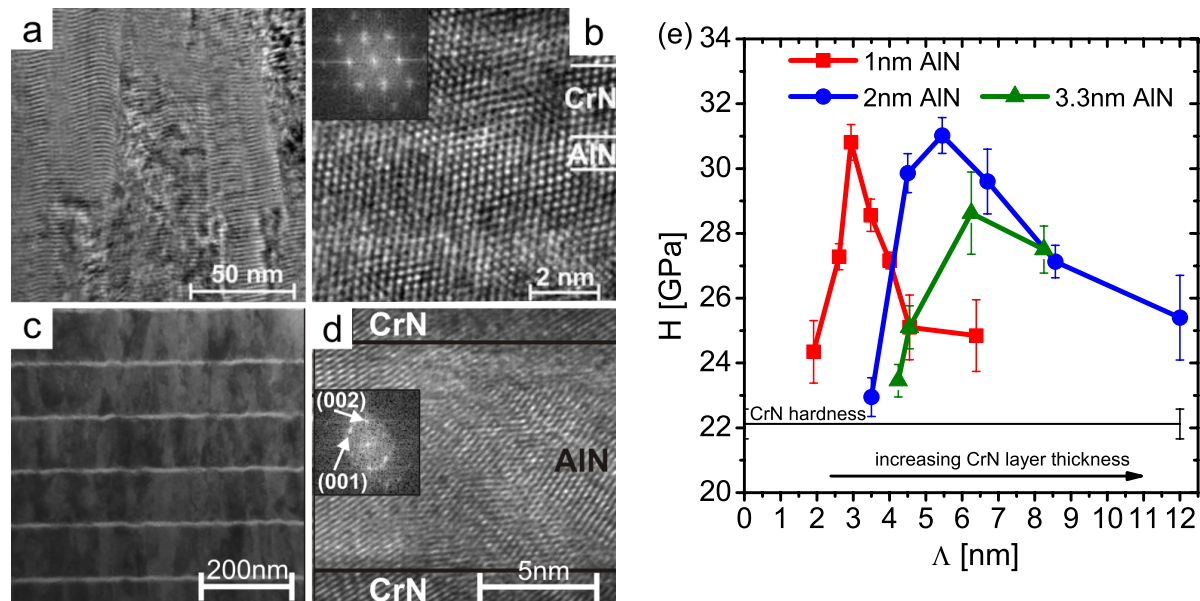 a
50 nm
b
CrN
AlN
2 nm
c
200nm
d
CrN
(002)
(001)
AlN
CrN
5nm
(e)
34
32
30
28
26
24
22
20
H [GPa]
1nm AlN
2nm AlN
3.3nm AlN
CrN hardness
increasing CrN layer thickness
0 1 2 3 4 5 6 7 8 9 10 11 12
Λ [nm]